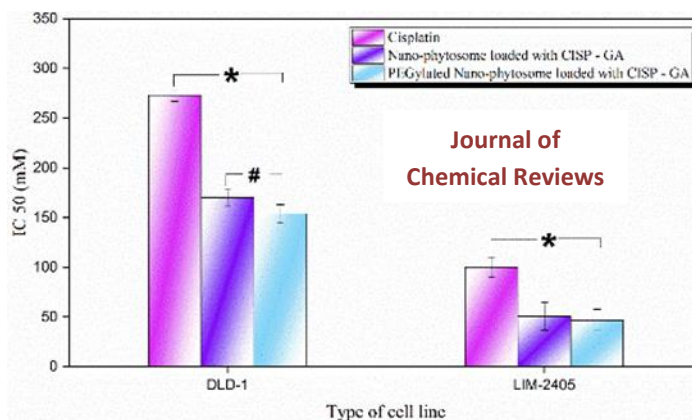 Cisplatin
Nano-phytosome loaded with CISP - GA
PEGylated Nano-phytosome loaded with CISP - GA
350
300
250
200
150
100
50
0
IC 50 (mM)
*
#
*
Journal of
Chemical Reviews
DLD-1
LIM-2405
Type of cell line